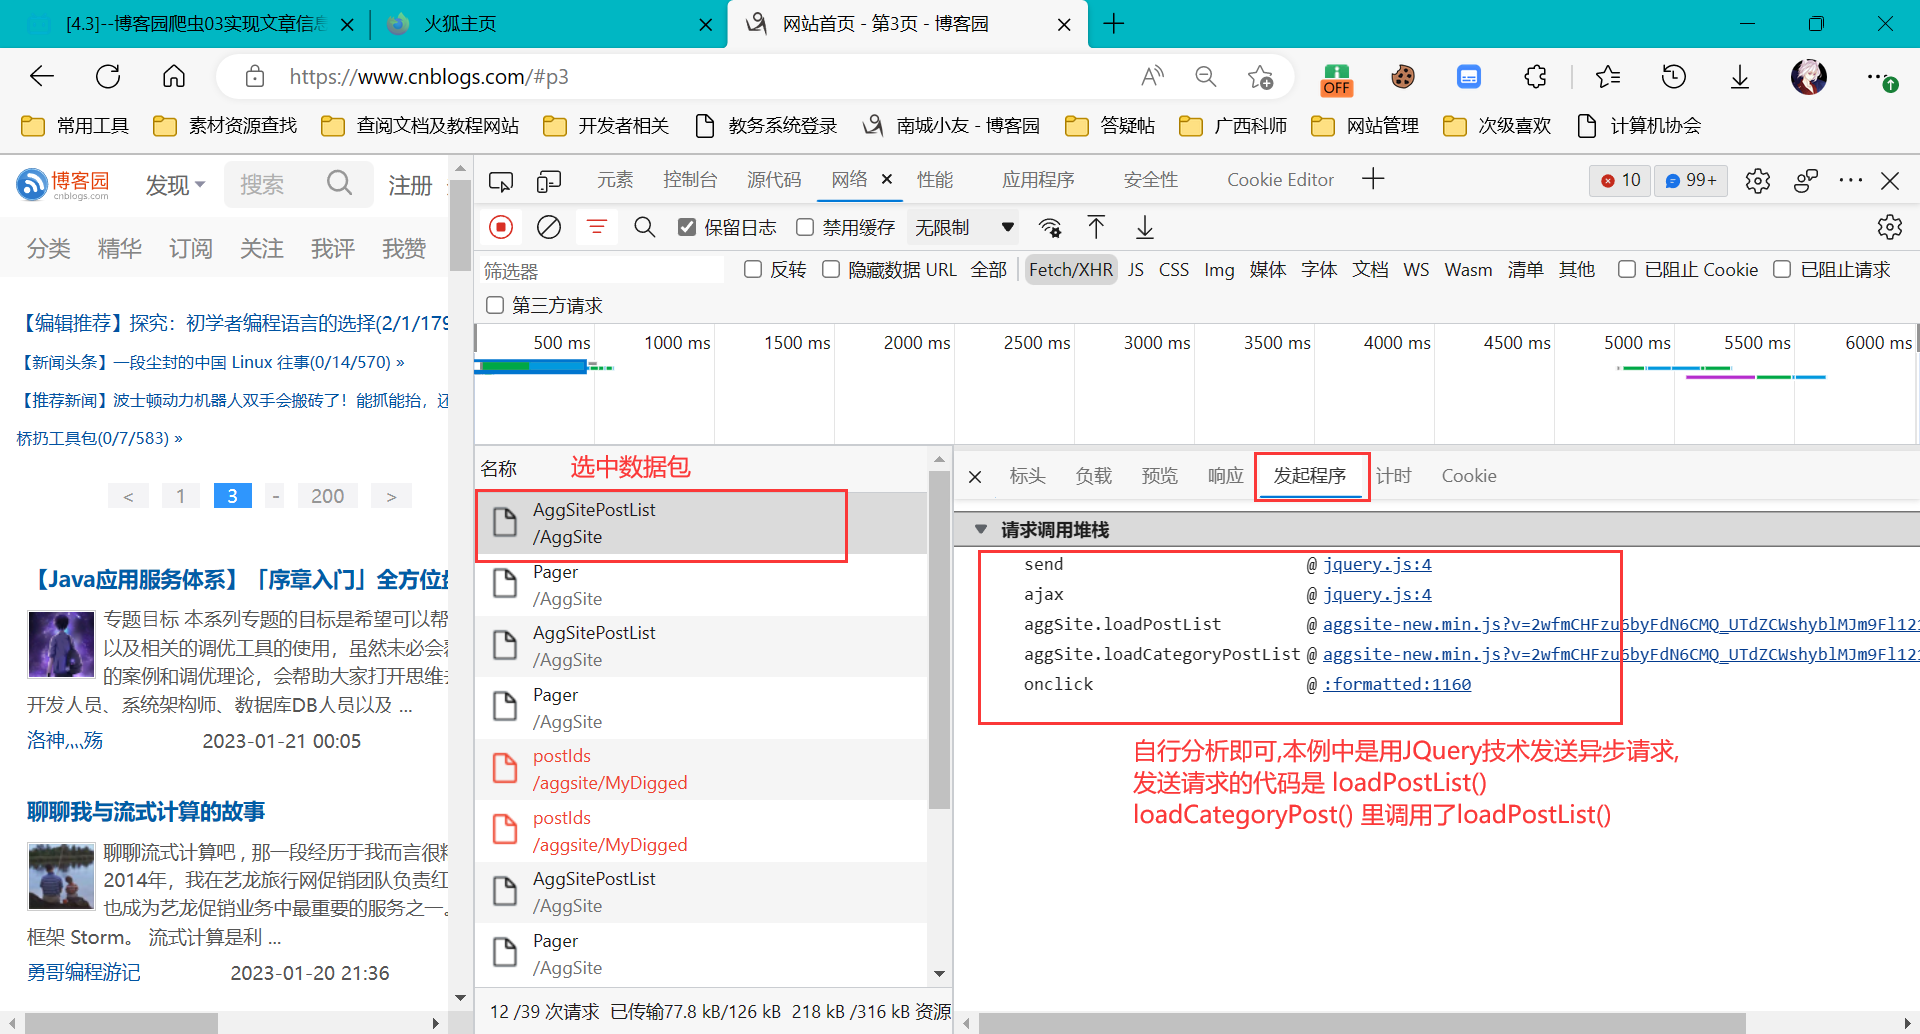 [4.3]--博客园爬虫03实现文章信息
火狐主页
网站首页 - 第3页 - 博客园
https://www.cnblogs.com/#p3
OFF
常用工具
素材资源查找
查阅文档及教程网站
开发者相关
教务系统登录
南城小友 - 博客园
答疑帖
广西科师
网站管理
次级喜欢
计算机协会
博客园
cnblogs.com
发现
搜索
注册
分类 精华 订阅 关注 我评 我赞
【编辑推荐】探究：初学者编程语言的选择(2/1/179
【新闻头条】一段尘封的中国 Linux 往事(0/14/570) »
【推荐新闻】波士顿动力机器人双手会搬砖了！能抓能抬，还
桥扔工具包(0/7/583) »
< 1 3 - 200 >
【Java应用服务体系】「序章入门」全方位盘
专题目标 本系列专题的目标是希望可以帮
以及相关的调优工具的使用，虽然未必会
的案例和调优理论，会帮助大家打开思维
开发人员、系统架构师、数据库DB人员以及 ...
洛神灬殇 2023-01-21 00:05
聊聊我与流式计算的故事
聊聊流式计算吧 , 那一段经历于我而言很
2014年，我在艺龙旅行网促销团队负责红
也成为艺龙促销业务中最重要的服务之一。
框架 Storm。 流式计算是利 ...
勇哥编程游记 2023-01-20 21:36
元素 控制台 源代码 网络 性能 应用程序 安全性 Cookie Editor
10
99+
保留日志 禁用缓存 无限制
筛选器
反转 隐藏数据 URL 全部 Fetch/XHR JS CSS Img 媒体 字体 文档 WS Wasm 清单 其他 已阻止 Cookie 已阻止请求
第三方请求
500 ms 1000 ms 1500 ms 2000 ms 2500 ms 3000 ms 3500 ms 4000 ms 4500 ms 5000 ms 5500 ms 6000 ms
名称
选中数据包
AggSitePostList
/AggSite
Pager
/AggSite
AggSitePostList
/AggSite
Pager
/AggSite
postIds
/aggsite/MyDigged
postIds
/aggsite/MyDigged
AggSitePostList
/AggSite
Pager
/AggSite
12 /39 次请求 已传输77.8 kB/126 kB 218 kB /316 kB 资源
标头 负载 预览 响应 发起程序 计时 Cookie
请求调用堆栈
send @ jquery.js:4
ajax @ jquery.js:4
aggSite.loadPostList @ aggsite-new.min.js?v=2wfmCHFzu6byFdN6CMQ_UTdZCWshyblMJm9Fl121
aggSite.loadCategoryPostList @ aggsite-new.min.js?v=2wfmCHFzu6byFdN6CMQ_UTdZCWshyblMJm9Fl121
onclick @ :formatted:1160
自行分析即可,本例中是用JQuery技术发送异步请求,
发送请求的代码是 loadPostList()
loadCategoryPost() 里调用了loadPostList()